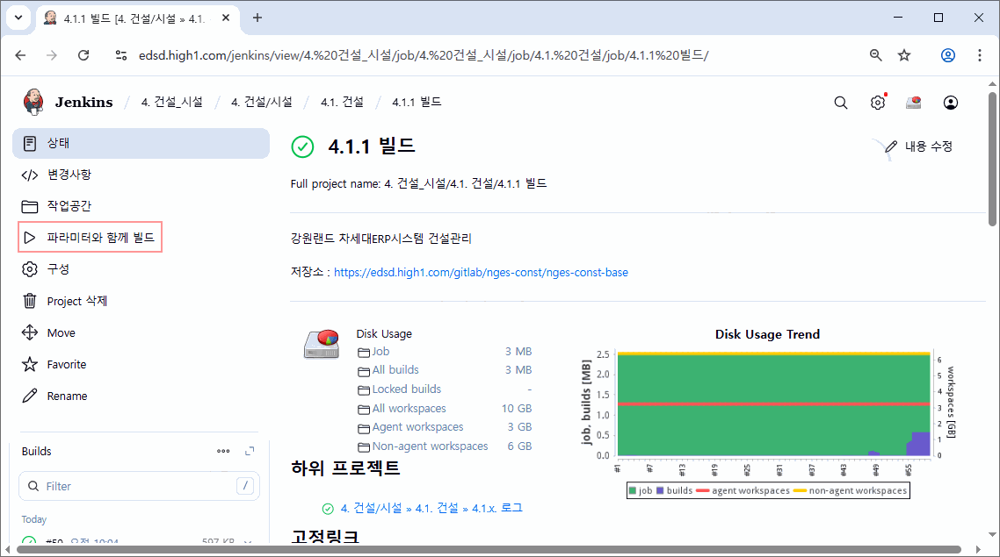 4.1.1 빌드 [4. 건설/시설 » 4.1.
edsd.high1.com/jenkins/view/4.%20건설_시설/job/4.%20건설_시설/job/4.1.%20건설/job/4.1.1%20빌드/
Jenkins / 4. 건설_시설 / 4. 건설/시설 / 4.1. 건설 / 4.1.1 빌드
상태
변경사항
작업공간
파라미터와 함께 빌드
구성
Project 삭제
Move
Favorite
Rename
Builds
Filter /
Today
#59 오전 10:04 597 KB
4.1.1 빌드
내용 수정
Full project name: 4. 건설_시설/4.1. 건설/4.1.1 빌드
강원랜드 차세대ERP시스템 건설관리
저장소 : https://edsd.high1.com/gitlab/nges-const/nges-const-base
Disk Usage
Job 3 MB
All builds 3 MB
Locked builds -
All workspaces 10 GB
Agent workspaces 3 GB
Non-agent workspaces 6 GB
Disk Usage Trend
job, builds [MB]
2.5
2.0
1.5
1.0
0.5
0.0
6
5
4
3
2
1
0
workspaces [GB]
#1 #7 #13 #19 #25 #31 #37 #43 #49 #55
job builds agent workspaces non-agent workspaces
하위 프로젝트
4. 건설/시설 » 4.1. 건설 » 4.1.x. 로그
고정링크